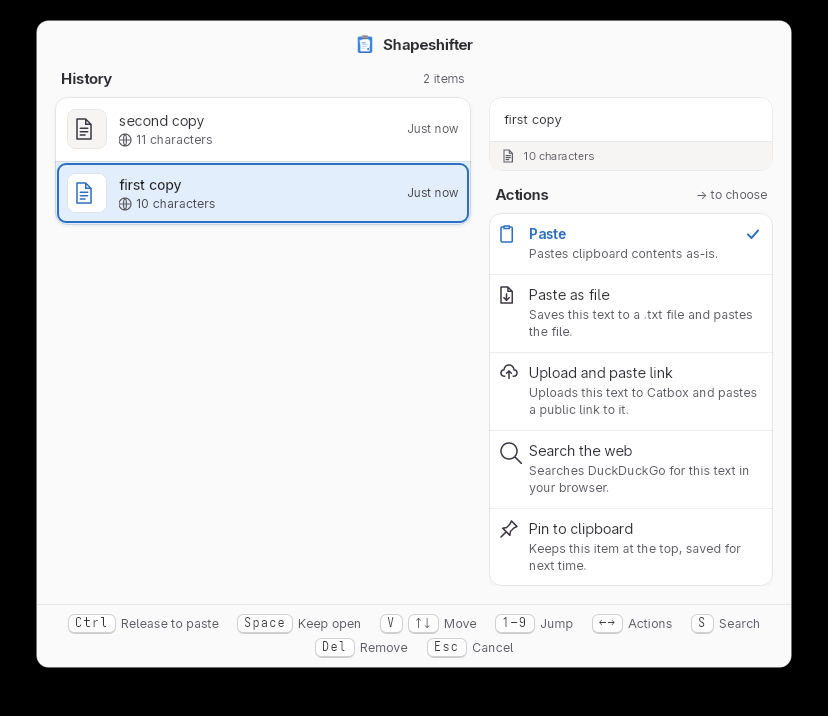 Shapeshifter
History
2 items
second copy
11 characters
Just now
first copy
10 characters
Just now
first copy
10 characters
Actions
→ to choose
Paste
Pastes clipboard contents as-is.
Paste as file
Saves this text to a .txt file and pastes
the file.
Upload and paste link
Uploads this text to Catbox and pastes
a public link to it.
Search the web
Searches DuckDuckGo for this text in
your browser.
Pin to clipboard
Keeps this item at the top, saved for
next time.
Ctrl Release to paste Space Keep open V ↑↓ Move 1–9 Jump ←→ Actions S Search
Del Remove Esc Cancel